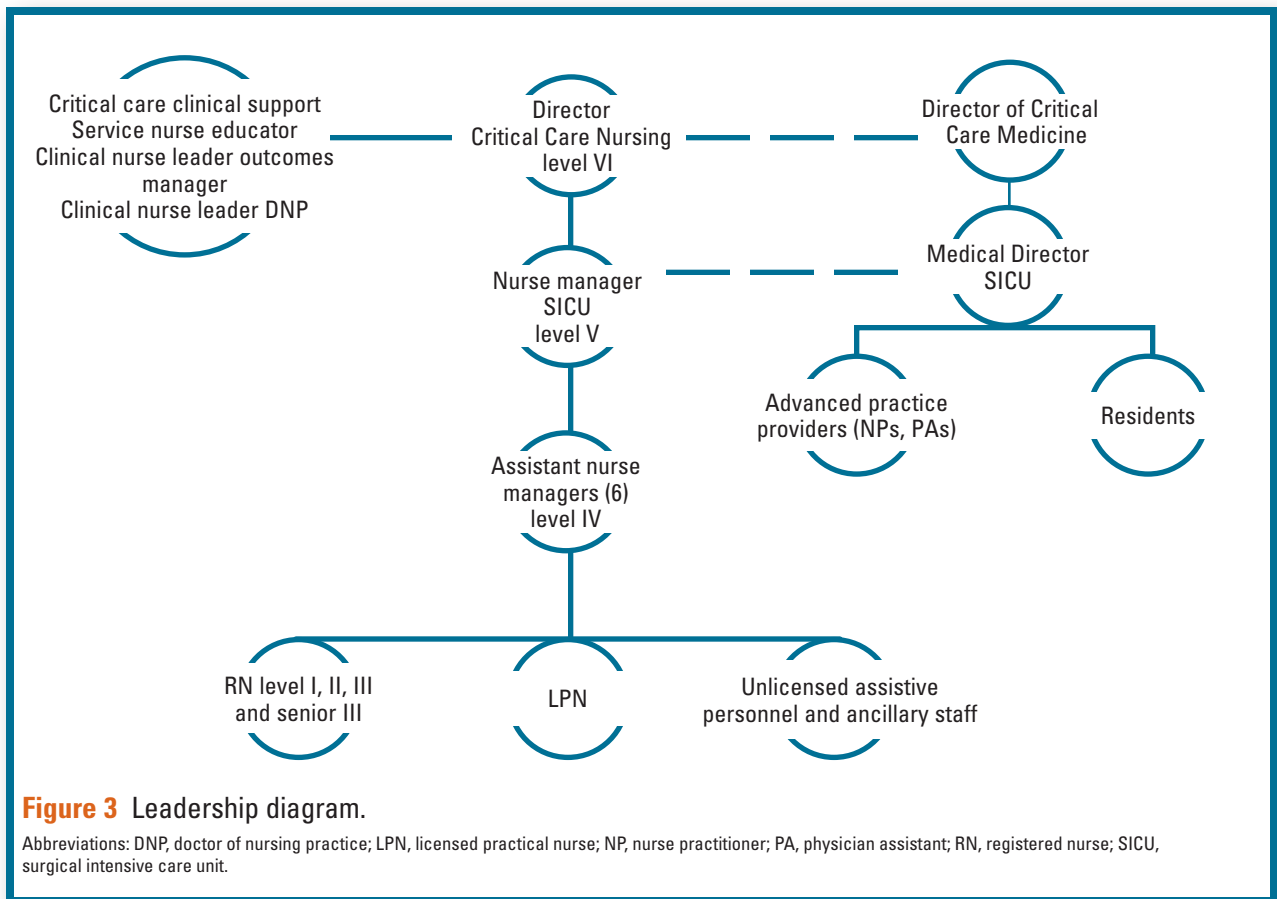 Critical care clinical support
Service nurse educator
Clinical nurse leader outcomes
manager
Clinical nurse leader DNP
Director
Critical Care Nursing
level VI
Director of Critical
Care Medicine
Nurse manager
SICU
level V
Medical Director
SICU
Advanced practice
providers (NPs, PAs)
Residents
Assistant nurse
managers (6)
level IV
RN level I, II, III
and senior III
LPN
Unlicensed assistive
personnel and ancillary staff
Figure 3 Leadership diagram.
Abbreviations: DNP, doctor of nursing practice; LPN, licensed practical nurse; NP, nurse practitioner; PA, physician assistant; RN, registered nurse; SICU,
surgical intensive care unit.